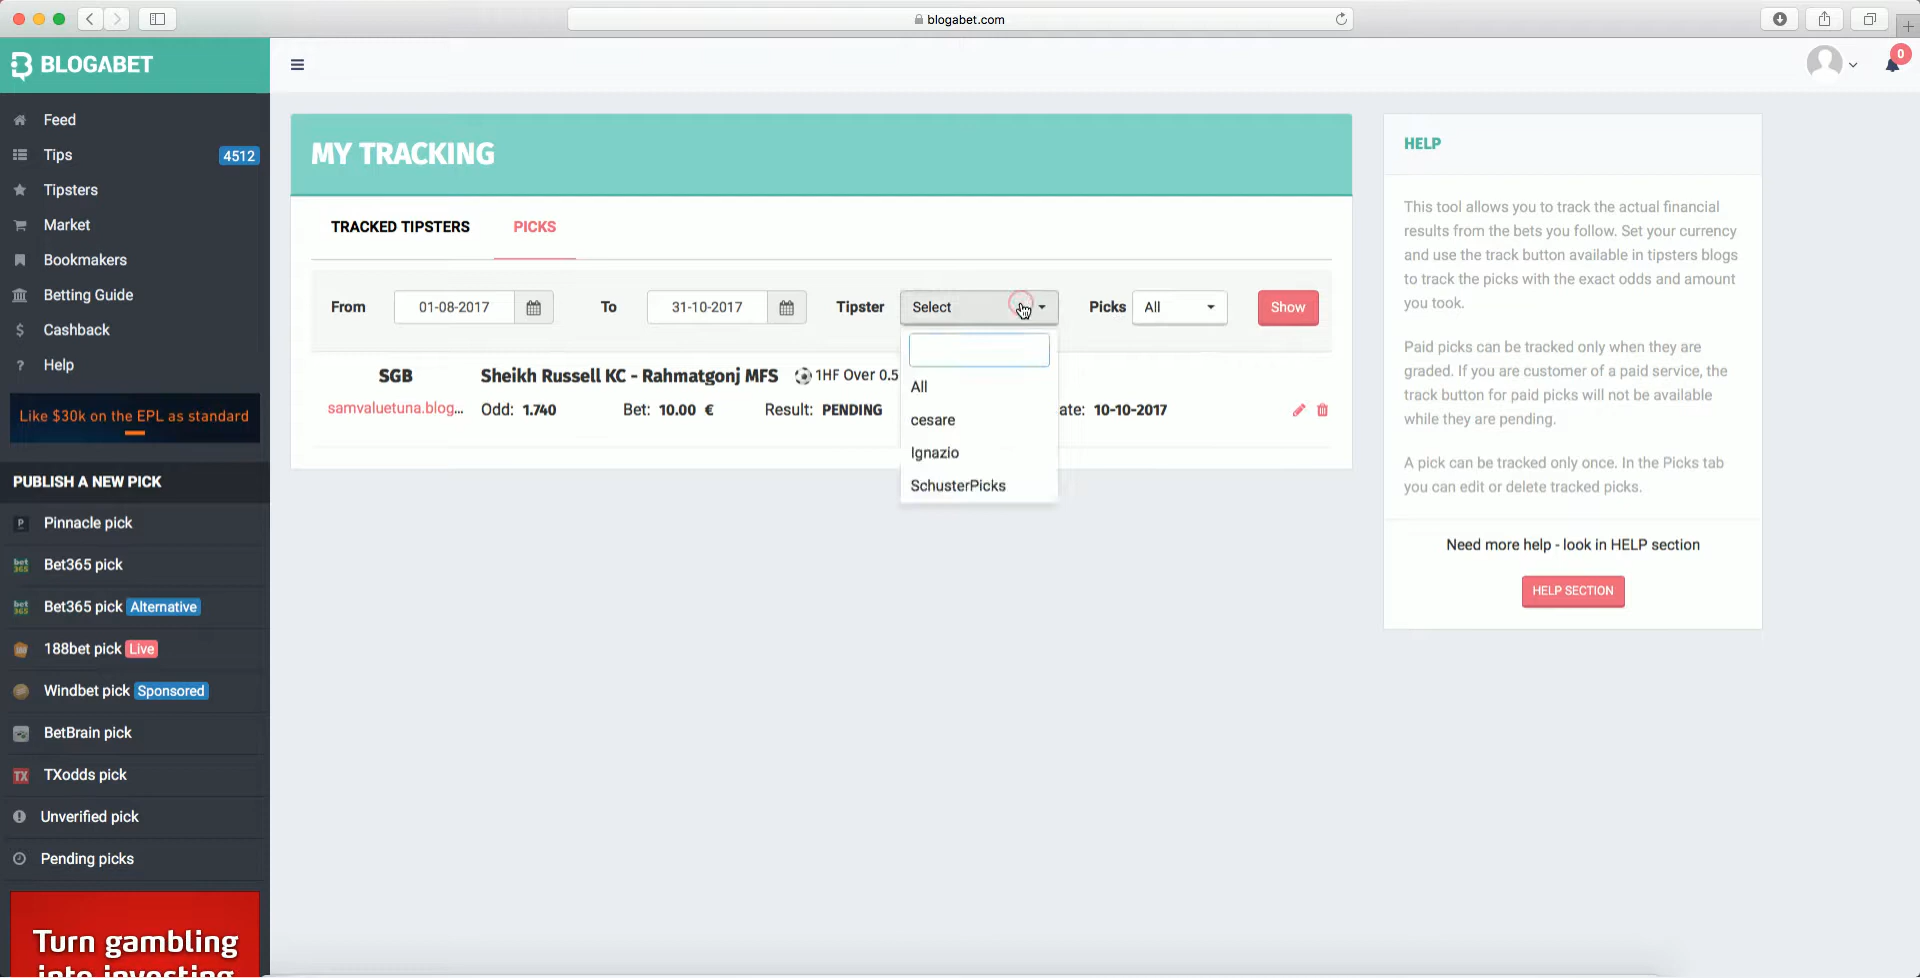 blogabet.com
BLOGABET
0
Feed
Tips 4512
Tipsters
Market
Bookmakers
Betting Guide
$ Cashback
? Help
Like $30k on the EPL as standard
PUBLISH A NEW PICK
P Pinnacle pick
bet365 Bet365 pick
bet365 Bet365 pick Alternative
188 188bet pick Live
Windbet pick Sponsored
BetBrain pick
TX TXodds pick
Unverified pick
Pending picks
Turn gambling
into investing
MY TRACKING
TRACKED TIPSTERS PICKS
From 01-08-2017 To 31-10-2017 Tipster Select Picks All Show
All
cesare
Ignazio
SchusterPicks
SGB Sheikh Russell KC - Rahmatgonj MFS 1HF Over 0.5
samvaluetuna.blog... Odd: 1.740 Bet: 10.00 € Result: PENDING ate: 10-10-2017
HELP
This tool allows you to track the actual financial
results from the bets you follow. Set your currency
and use the track button available in tipsters blogs
to track the picks with the exact odds and amount
you took.
Paid picks can be tracked only when they are
graded. If you are customer of a paid service, the
track button for paid picks will not be available
while they are pending.
A pick can be tracked only once. In the Picks tab
you can edit or delete tracked picks.
Need more help - look in HELP section
HELP SECTION